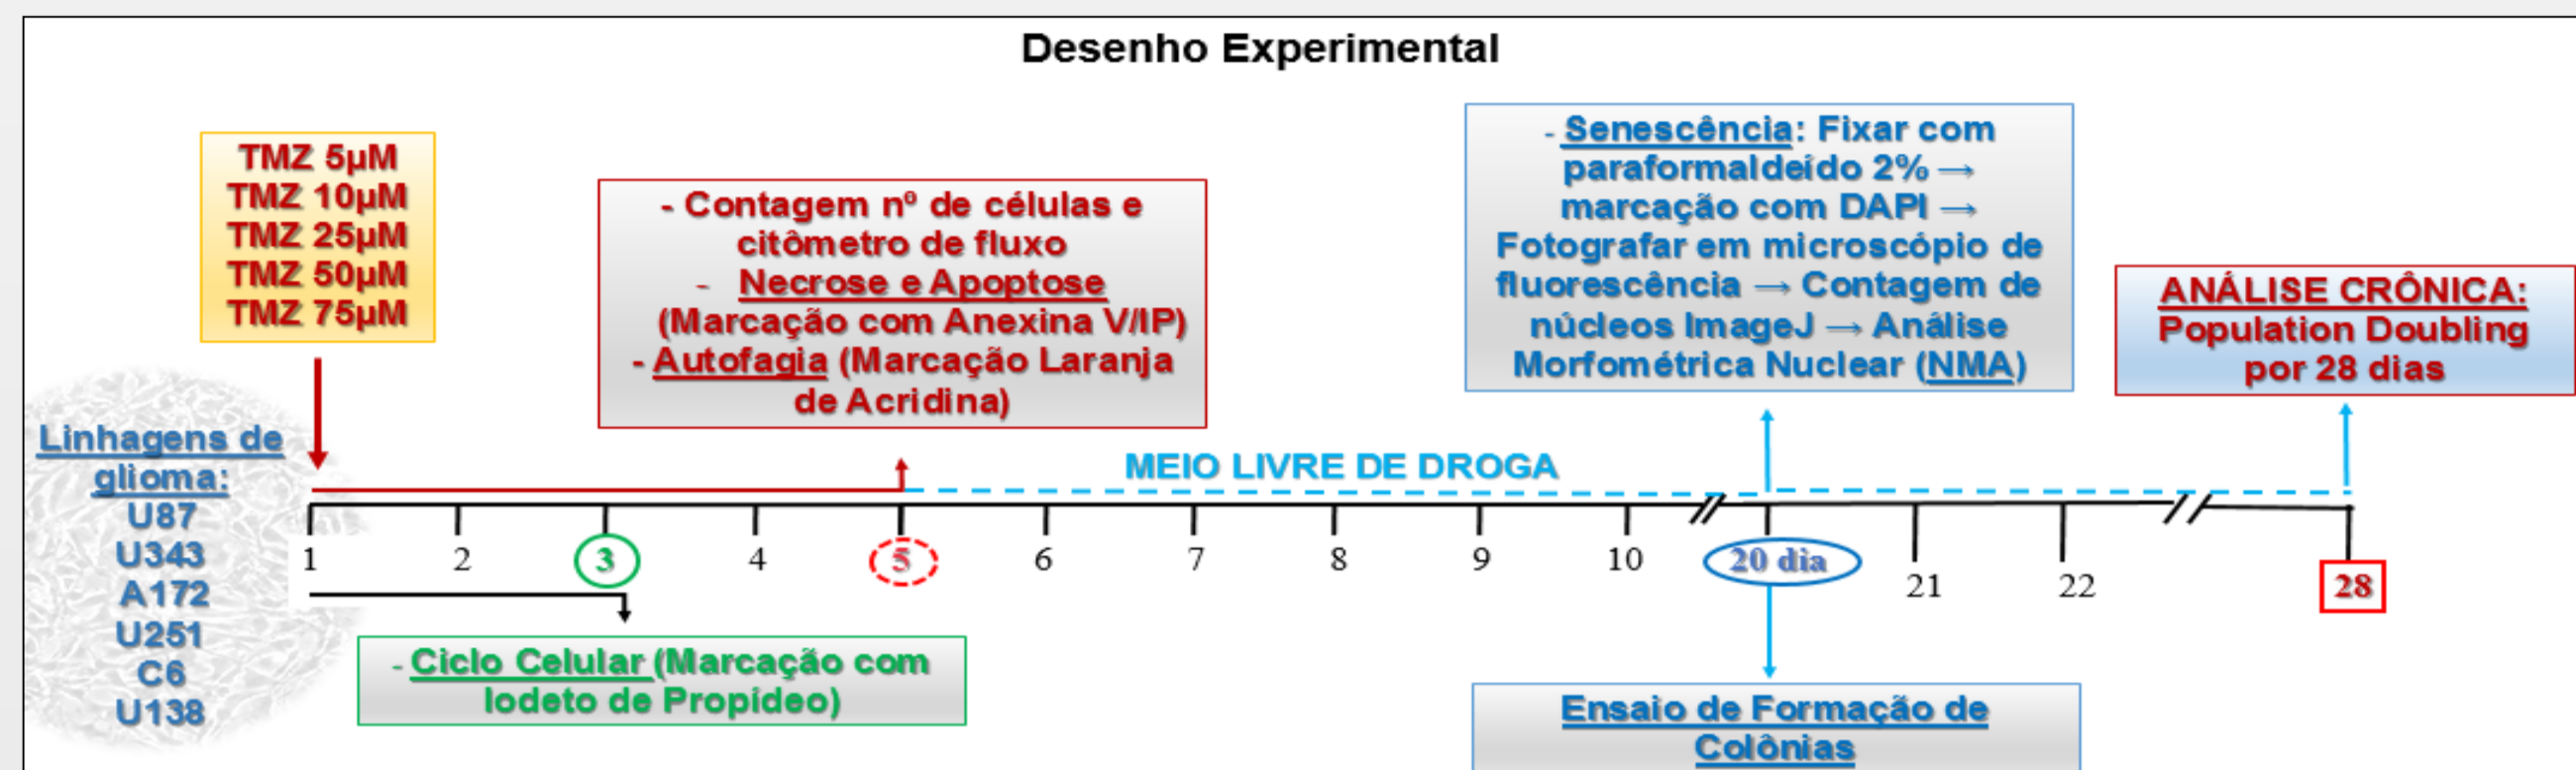 Desenho Experimental
TMZ 5µM
TMZ 10µM
TMZ 25µM
TMZ 50µM
TMZ 75µM
- Contagem nº de células e
citômetro de fluxo
- Necrose e Apoptose
(Marcação com Anexina V/IP)
- Autofagia (Marcação Laranja
de Acridina)
- Senescência: Fixar com
paraformaldeído 2% →
marcação com DAPI →
Fotografar em microscópio de
fluorescência → Contagem de
núcleos ImageJ → Análise
Morfométrica Nuclear (NMA)
ANÁLISE CRÔNICA:
Population Doubling
por 28 dias
Linhagens de
glioma:
U87
U343
A172
U251
C6
U138
MEIO LIVRE DE DROGA
1 2 3 4 5 6 7 8 9 10 20 dia 21 22 28
- Ciclo Celular (Marcação com
Iodeto de Propídeo)
Ensaio de Formação de
Colônias